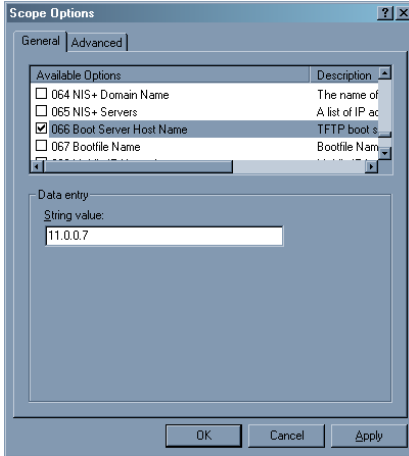 Scope Options
General Advanced
Available Options Description
064 NIS+ Domain Name The name of
065 NIS+ Servers A list of IP ad
066 Boot Server Host Name TFTP boot s
067 Bootfile Name Bootfile Nam
Data entry
String value:
11.0.0.7
OK Cancel Apply